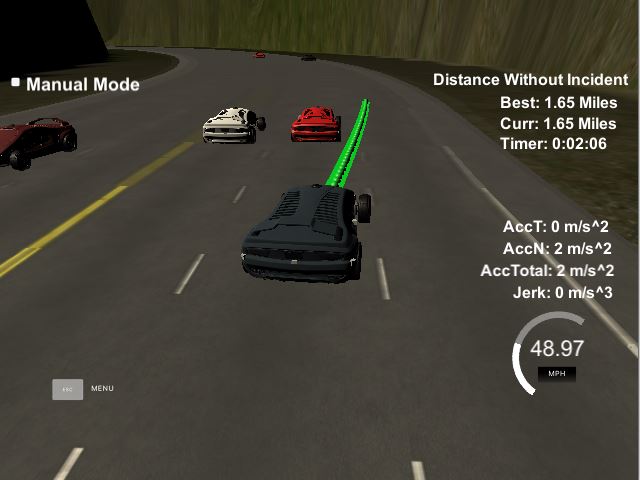 Manual Mode
Distance Without Incident
Best: 1.65 Miles
Curr: 1.65 Miles
Timer: 0:02:06
AccT: 0 m/s^2
AccN: 2 m/s^2
AccTotal: 2 m/s^2
Jerk: 0 m/s^3
48.97
MPH
ESC MENU